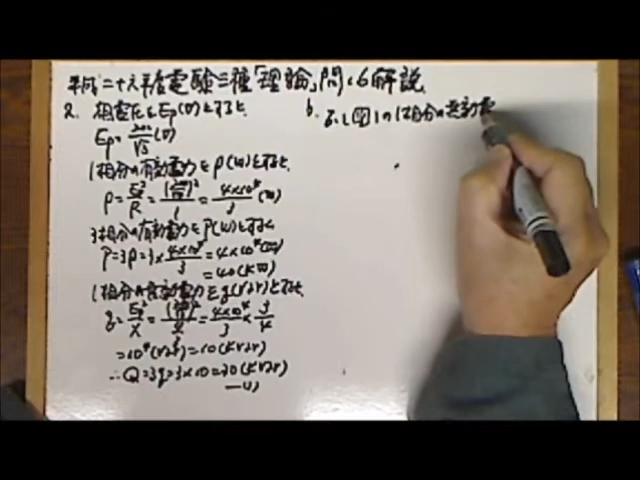 平成二十六年度電験三種「理論」問16解説
a. 相電圧をEp(V)とすると、
Ep=200/√3(V)
1相分の有効電力をp(W)とすると、
p=Ep²/R=(200/√3)²/1=4×10⁴/3(W)
3相分の有効電力をP(W)とすると
P=3p=3×4×10⁴/3=4×10⁴(W)
=40(kW)
1相分の無効電力をq(var)とすると、
q=Ep²/X==4×10⁴/3×3/4
=10⁴(var)=10(kvar)
∴Q=3q=3×10=30(kvar)
b.
図1の1相分の無効電